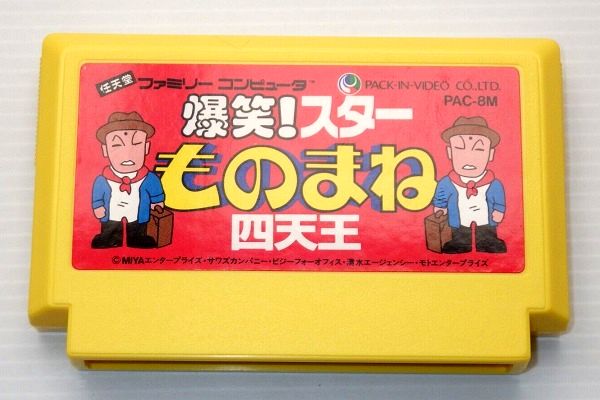 任天堂 ファミリー コンピュータ™ PACK-IN-VIDEO CO.,LTD.
PAC-8M
爆笑!スター
ものまね
四天王
©MIYAエンタープライズ・サワズカンパニー・ビジーフォーオフィス・清水エージェンシー・モトエンタープライズ